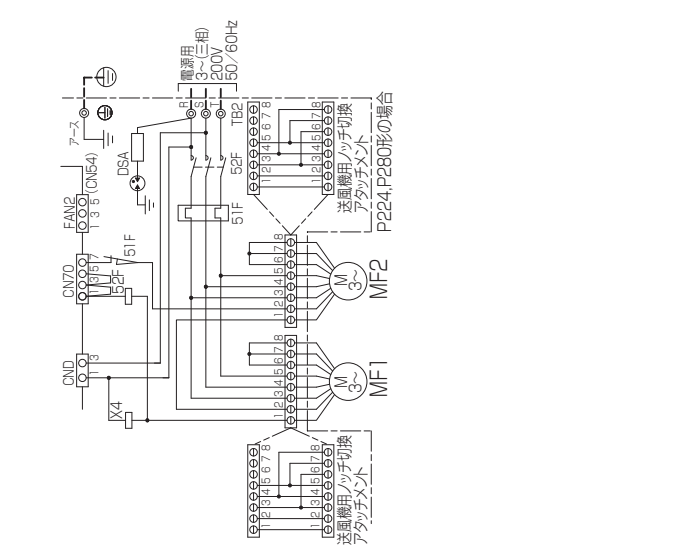 電源用
3～(三相)
200V
50/60Hz
アース
R
S
T
TB2
1 2 3 4 5 6 7 8
1 2 3 4 5 6 7 8
送風機用ノッチ切換
アタッチメント
P224,P280形の場合
DSA
52F
51F
FAN2
(CN54)
1 3 5
CN70
1 3 5 7
52F
51F
1 2 3 4 5 6 7 8
M
3～
MF2
CND
1 3
X4
1 2 3 4 5 6 7 8
M
3～
MF1
1 2 3 4 5 6 7 8
1 2 3 4 5 6 7 8
送風機用ノッチ切換
アタッチメント